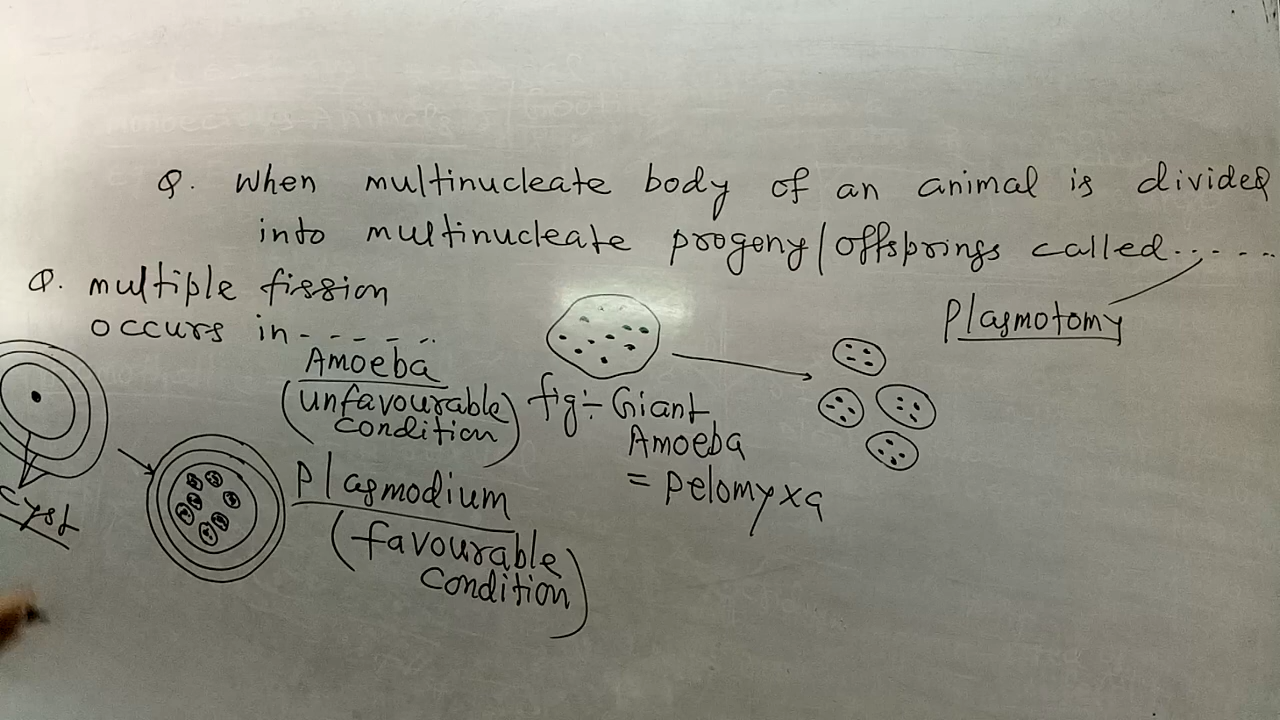 Q. When multinucleate body of an animal is divided
into multinucleate progeny/offsprings called......
Plasmotomy
Q. multiple fission
occurs in------
Amoeba
(unfavourable
condition)
Plasmodium
(favourable
condition)
cyst
fig:- Giant
Amoeba
= pelomyxa